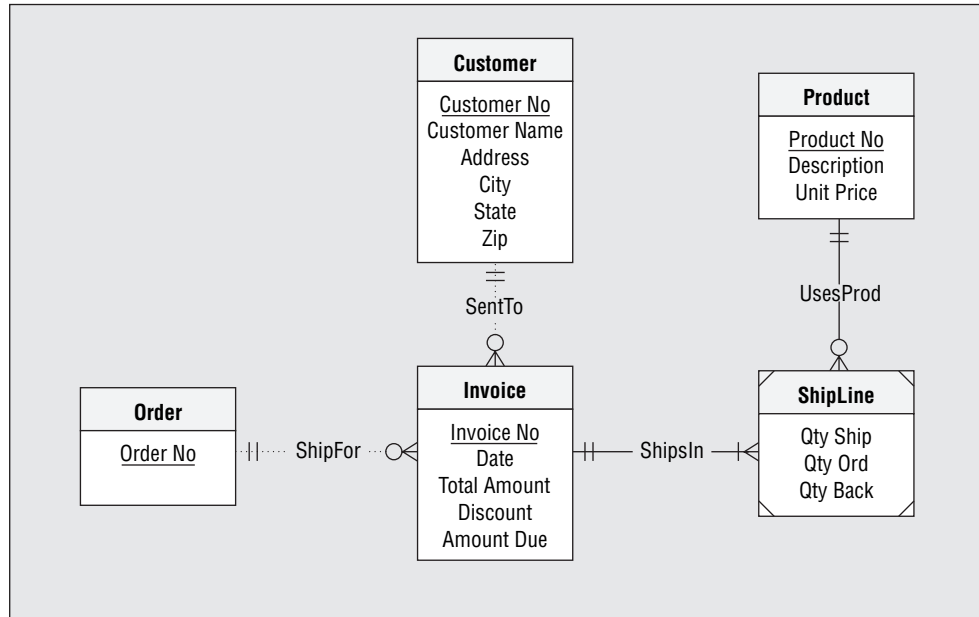 Customer
Customer No
Customer Name
Address
City
State
Zip
Product
Product No
Description
Unit Price
SentTo
UsesProd
Order
Order No
ShipFor
Invoice
Invoice No
Date
Total Amount
Discount
Amount Due
ShipsIn
ShipLine
Qty Ship
Qty Ord
Qty Back